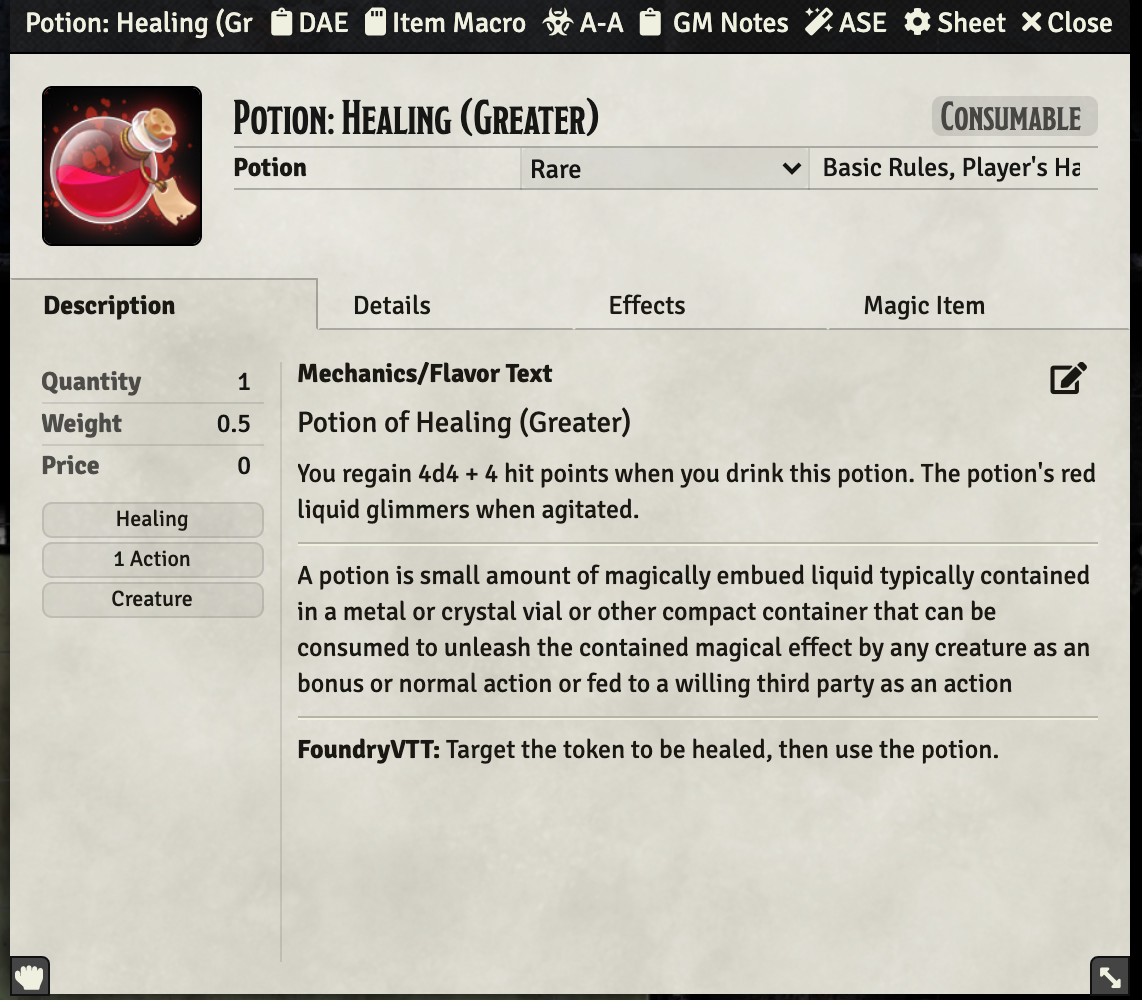 Potion: Healing (Gr DAE Item Macro A-A GM Notes ASE Sheet Close
Potion: Healing (Greater)
Consumable
Potion Rare Basic Rules, Player's Ha
Description Details Effects Magic Item
Quantity 1
Weight 0.5
Price 0
Healing
1 Action
Creature
Mechanics/Flavor Text
Potion of Healing (Greater)
You regain 4d4 + 4 hit points when you drink this potion. The potion's red
liquid glimmers when agitated.
A potion is small amount of magically embued liquid typically contained
in a metal or crystal vial or other compact container that can be
consumed to unleash the contained magical effect by any creature as an
bonus or normal action or fed to a willing third party as an action
FoundryVTT: Target the token to be healed, then use the potion.